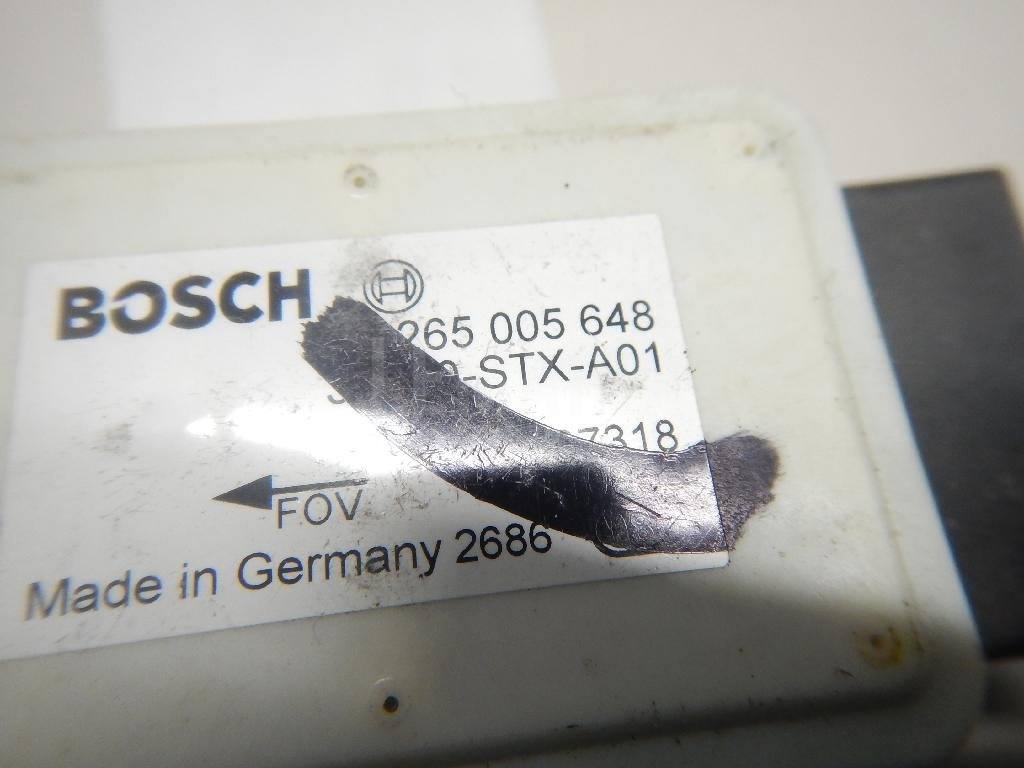 BOSCH
265 005 648
-STX-A01
7318
FOV
Made in Germany 2686